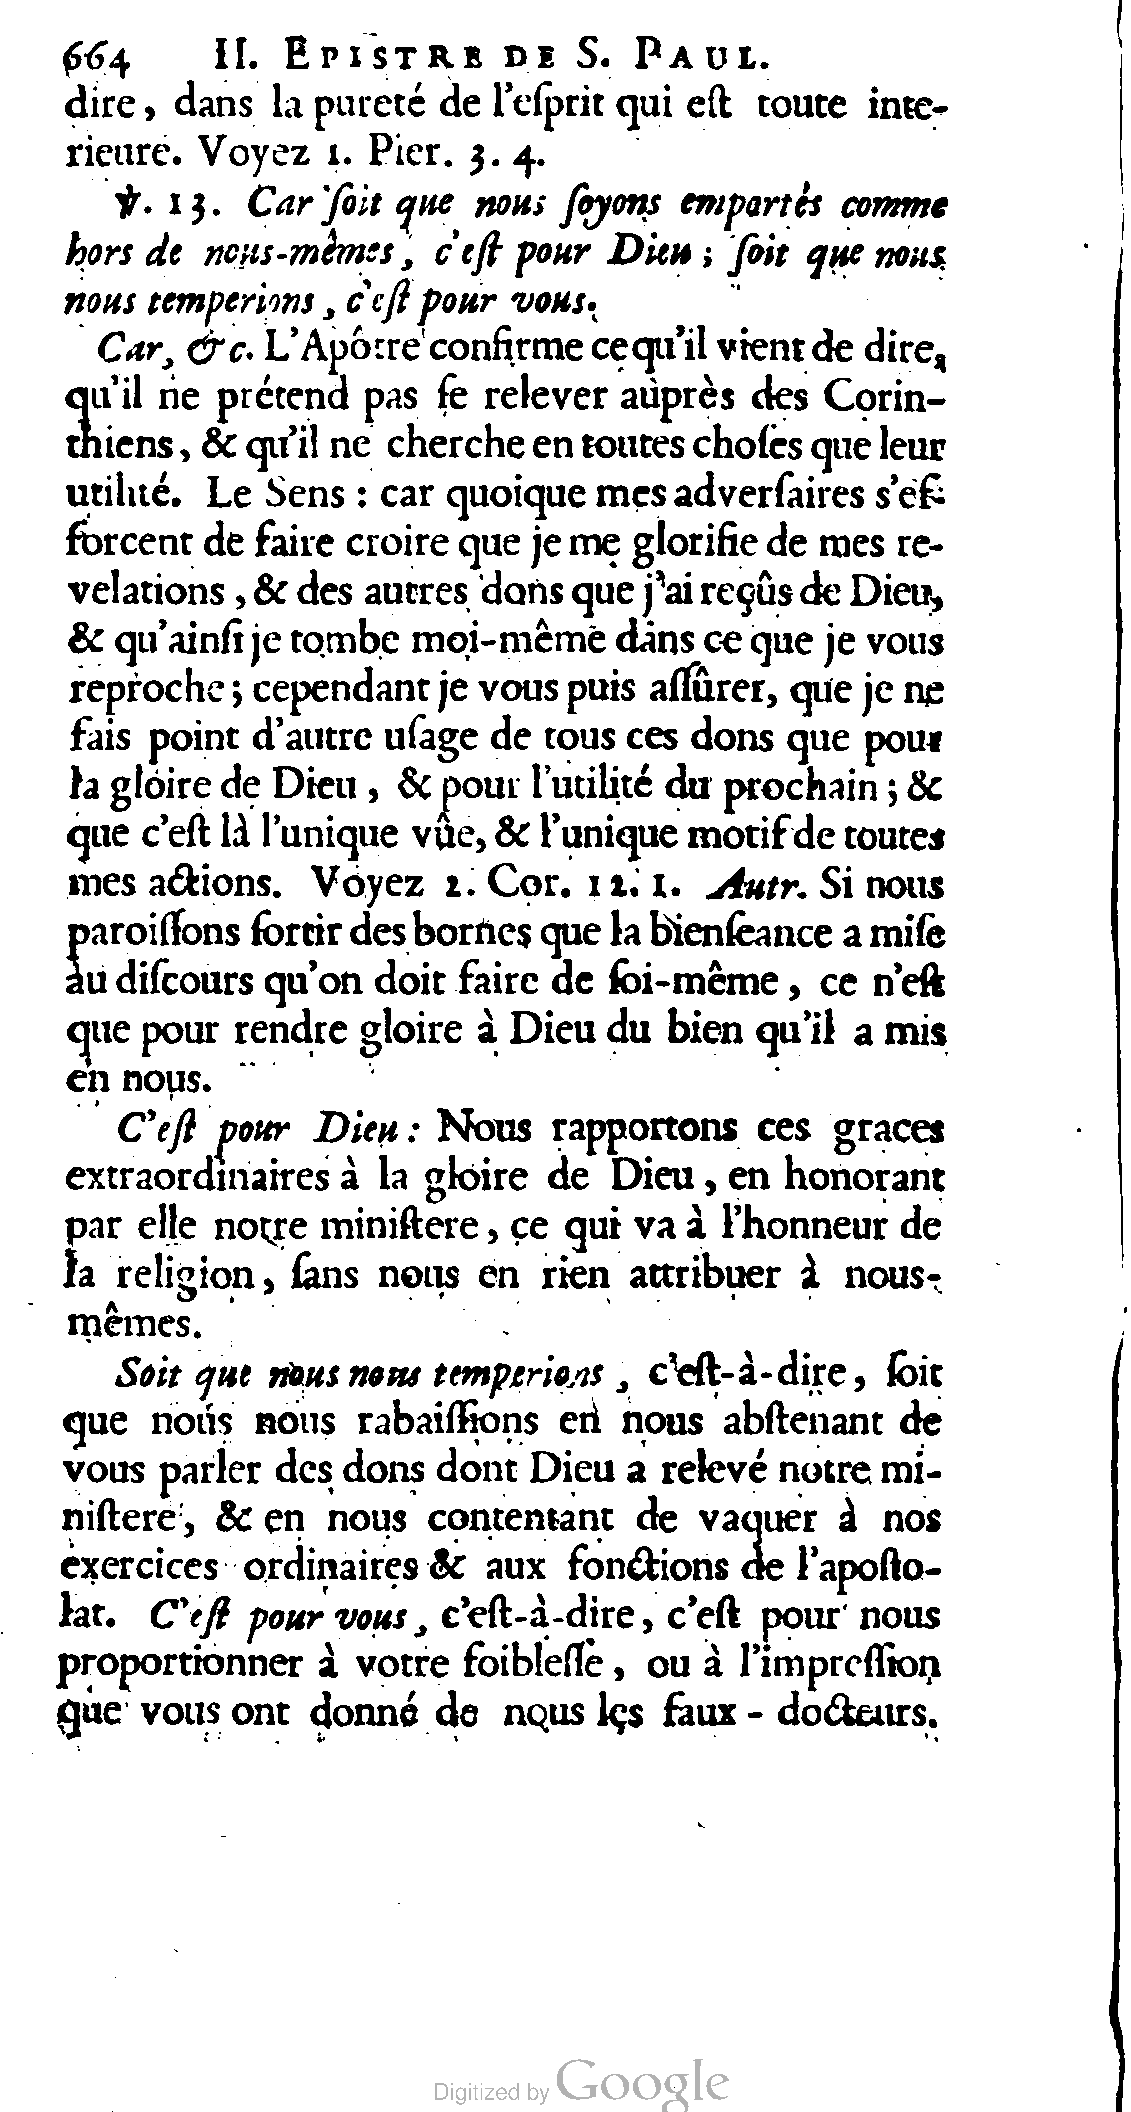 664 II. EPISTRE DE S. PAUL.
dire, dans la pureté de l'eſprit qui eſt toute inte-
rieure. Voyez 1. Pier. 3. 4.
℣. 13. Car ſoit que nous ſoyons emportés comme
hors de nous-mêmes, c'eſt pour Dieu; ſoit que nous
nous temperions, c'eſt pour vous.
Car, &c. L'Apôtre confirme ce qu'il vient de dire,
qu'il ne prétend pas ſe relever auprès des Corin-
thiens, & qu'il ne cherche en toutes choſes que leur
utilité. Le Sens : car quoique mes adverſaires s'ef-
forcent de faire croire que je me glorifie de mes re-
velations, & des autres dons que j'ai reçûs de Dieu,
& qu'ainſi je tombe moi-même dans ce que je vous
reproche; cependant je vous puis aſſûrer, que je ne
fais point d'autre uſage de tous ces dons que pour
la gloire de Dieu, & pour l'utilité du prochain; &
que c'eſt là l'unique vûe, & l'unique motif de toutes
mes actions. Voyez 2. Cor. 12. 1. Autr. Si nous
paroiſſons ſortir des bornes que la bienſeance a miſe
au diſcours qu'on doit faire de ſoi-même, ce n'eſt
que pour rendre gloire à Dieu du bien qu'il a mis
en nous.
C'eſt pour Dieu : Nous rapportons ces graces
extraordinaires à la gloire de Dieu, en honorant
par elle notre miniſtere, ce qui va à l'honneur de
la religion, ſans nous en rien attribuer à nous-
mêmes.
Soit que nous nous temperions, c'eſt-à-dire, ſoit
que nous nous rabaiſſions en nous abſtenant de
vous parler des dons dont Dieu a relevé notre mi-
niſtere, & en nous contentant de vaquer à nos
exercices ordinaires & aux fonctions de l'apoſto-
lat. C'eſt pour vous, c'eſt-à-dire, c'eſt pour nous
proportionner à votre foibleſſe, ou à l'impreſſion
que vous ont donné de nous les faux-docteurs.
Digitized by Google